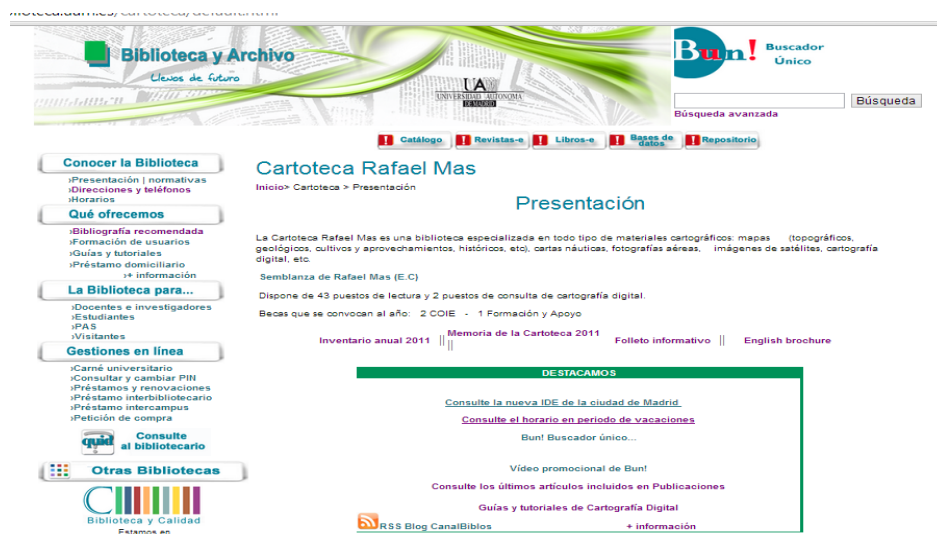 Biblioteca y Archivo
Llenos de futuro
UNIVERSIDAD AUTONOMA
DE MADRID
Bun! Buscador
Único
Búsqueda
Búsqueda avanzada
Catálogo
Revistas-e
Libros-e
Bases de
datos
Repositorio
Conocer la Biblioteca
›Presentación | normativas
›Direcciones y teléfonos
›Horarios
Qué ofrecemos
›Bibliografía recomendada
›Formación de usuarios
›Guías y tutoriales
›Préstamo domiciliario
›+ información
La Biblioteca para...
›Docentes e investigadores
›Estudiantes
›PAS
›Visitantes
Gestiones en línea
›Carné universitario
›Consultar y cambiar PIN
›Préstamos y renovaciones
›Préstamo interbibliotecario
›Préstamo intercampus
›Petición de compra
quid Consulte
al bibliotecario
Otras Bibliotecas
Biblioteca y Calidad
Estamos en
Cartoteca Rafael Mas
Inicio> Cartoteca > Presentación
Presentación
La Cartoteca Rafael Mas es una biblioteca especializada en todo tipo de materiales cartográficos: mapas (topográficos,
geológicos, cultivos y aprovechamientos, históricos, etc), cartas náuticas, fotografías aéreas, imágenes de satélites, cartografía
digital, etc.
Semblanza de Rafael Mas (E.C)
Dispone de 43 puestos de lectura y 2 puestos de consulta de cartografía digital.
Becas que se convocan al año: 2 COIE - 1 Formación y Apoyo
Inventario anual 2011 || Memoria de la Cartoteca 2011 || Folleto informativo || English brochure
DESTACAMOS
Consulte la nueva IDE de la ciudad de Madrid
Consulte el horario en periodo de vacaciones
Bun! Buscador único...
Vídeo promocional de Bun!
Consulte los últimos artículos incluidos en Publicaciones
Guías y tutoriales de Cartografía Digital
RSS Blog CanalBiblos + información